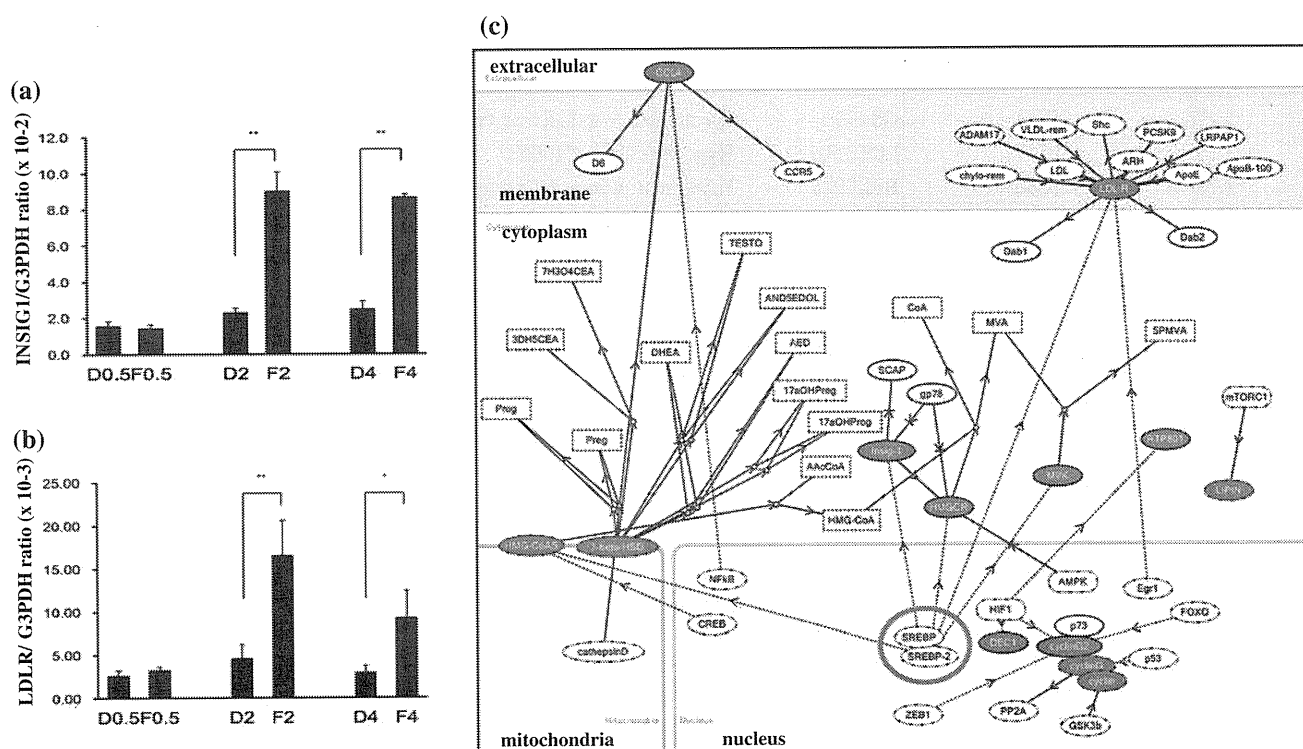 (a)
INSIG1/G3PDH ratio (x 10-2)
12.0
10.0
8.0
6.0
4.0
2.0
0.0
**
**
D0.5F0.5
D2
F2
D4
F4
(b)
LDLR/ G3PDH ratio (x 10-3)
25.00
20.00
15.00
10.00
5.00
0.00
**
*
D0.5F0.5
D2
F2
D4
F4
(c)
extracellular
D6
CCR5
membrane
ADAM17
VLDL-rem
Shc
PCSK9
LRPAP1
chylo-rem
LDL
ARH
ApoE
ApoB-100
cytoplasm
Dab1
Dab2
TESTO
7H3O4CEA
AND5EDOL
CoA
MVA
5PMVA
3DH5CEA
DHEA
AED
SCAP
gp78
17aOHPreg
mTORC1
Prog
Preg
17aOHProg
AAcCoA
HMG-CoA
NFkB
AMPK
Egr1
CREB
HIF1
FOXO
p73
SREBP
SREBP-2
cathepsinD
p53
ZEB1
PP2A
GSK3b
mitochondria
nucleus